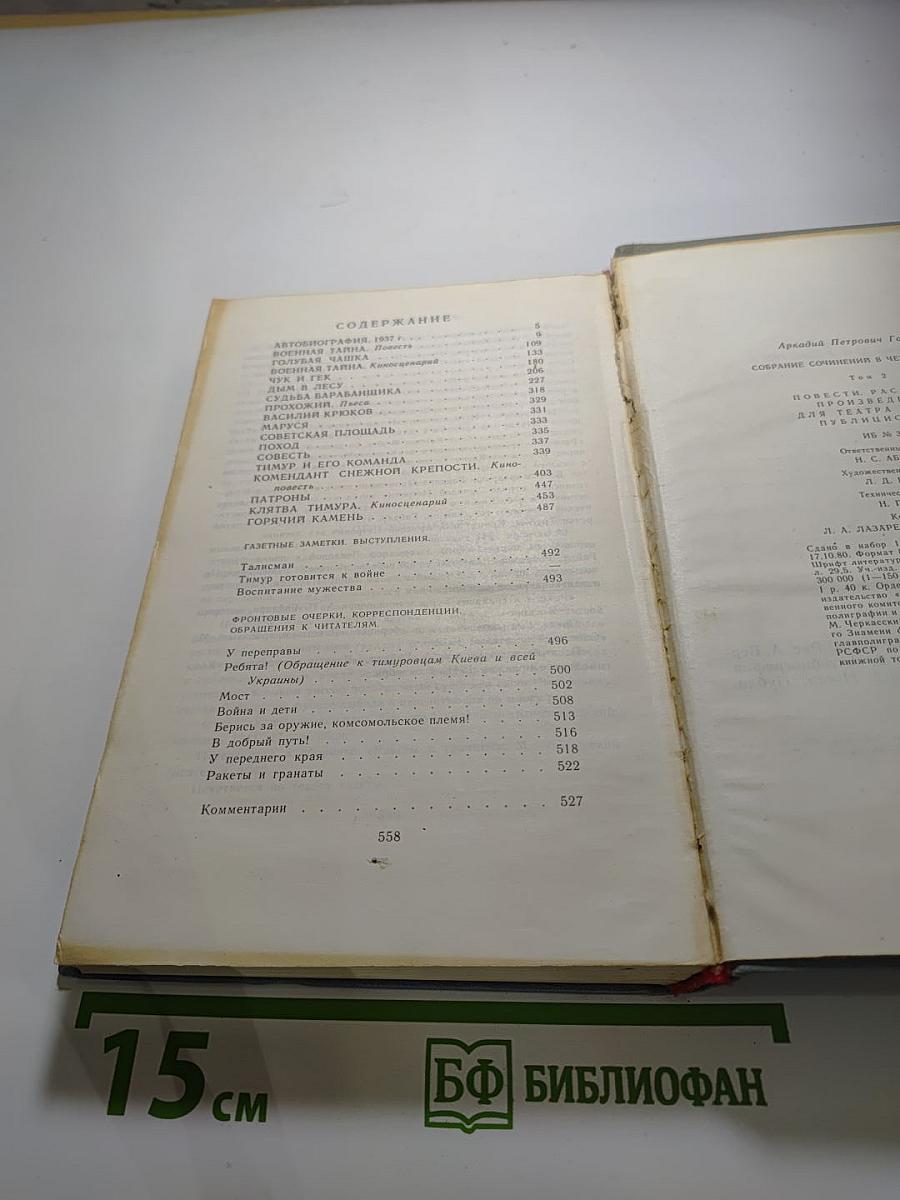 СОДЕРЖАНИЕ
АВТОБИОГРАФИЯ. 1937 г. 5
ВОЕННАЯ ТАЙНА. Повесть 9
ГОЛУБАЯ ЧАШКА 109
ВОЕННАЯ ТАЙНА. Киносценарий 133
ЧУК И ГЕК 180
ДЫМ В ЛЕСУ 206
СУДЬБА БАРАБАНЩИКА 227
ПРОХОЖИЙ. Пьеса 318
ВАСИЛИЙ КРЮКОВ 329
МАРУСЯ 331
СОВЕТСКАЯ ПЛОЩАДЬ 333
ПОХОД 335
СОВЕСТЬ 337
ТИМУР И ЕГО КОМАНДА 339
КОМЕНДАНТ СНЕЖНОЙ КРЕПОСТИ. Кино-
повесть 403
ПАТРОНЫ 447
КЛЯТВА ТИМУРА. Киносценарий 453
ГОРЯЧИЙ КАМЕНЬ 487
ГАЗЕТНЫЕ ЗАМЕТКИ. ВЫСТУПЛЕНИЯ.
Талисман 492
Тимур готовится к войне —
Воспитание мужества 493
ФРОНТОВЫЕ ОЧЕРКИ, КОРРЕСПОНДЕНЦИИ,
ОБРАЩЕНИЯ К ЧИТАТЕЛЯМ.
У переправы 496
Ребята! (Обращение к тимуровцам Киева и всей
Украины) 500
Мост 502
Война и дети 508
Берись за оружие, комсомольское племя! 513
В добрый путь! 516
У переднего края 518
Ракеты и гранаты 522
Комментарии 527
558
Аркадий Петрович Га
СОБРАНИЕ СОЧИНЕНИЙ В ЧЕ
Том 2
ПОВЕСТИ. РАС
ПРОИЗВЕДЕ
ДЛЯ ТЕАТРА
ПУБЛИЦИС
ИБ №
Ответственны
Н. С. АБ
Художестве
Л. Д.
Техничес
Н. Г
Л. А. ЛАЗАРЕ
Сдано в набор 1
17.10.80. Формат
Шрифт литератур
л. 29,5. Уч.-изд.
300 000 (1—150
1 р. 40 к. Орде
издательство «
венного комите
полиграфии и
М. Черкасски
го Знамени
главполигра
РСФСР по
книжной то
15 см
БФ БИБЛИОФАН